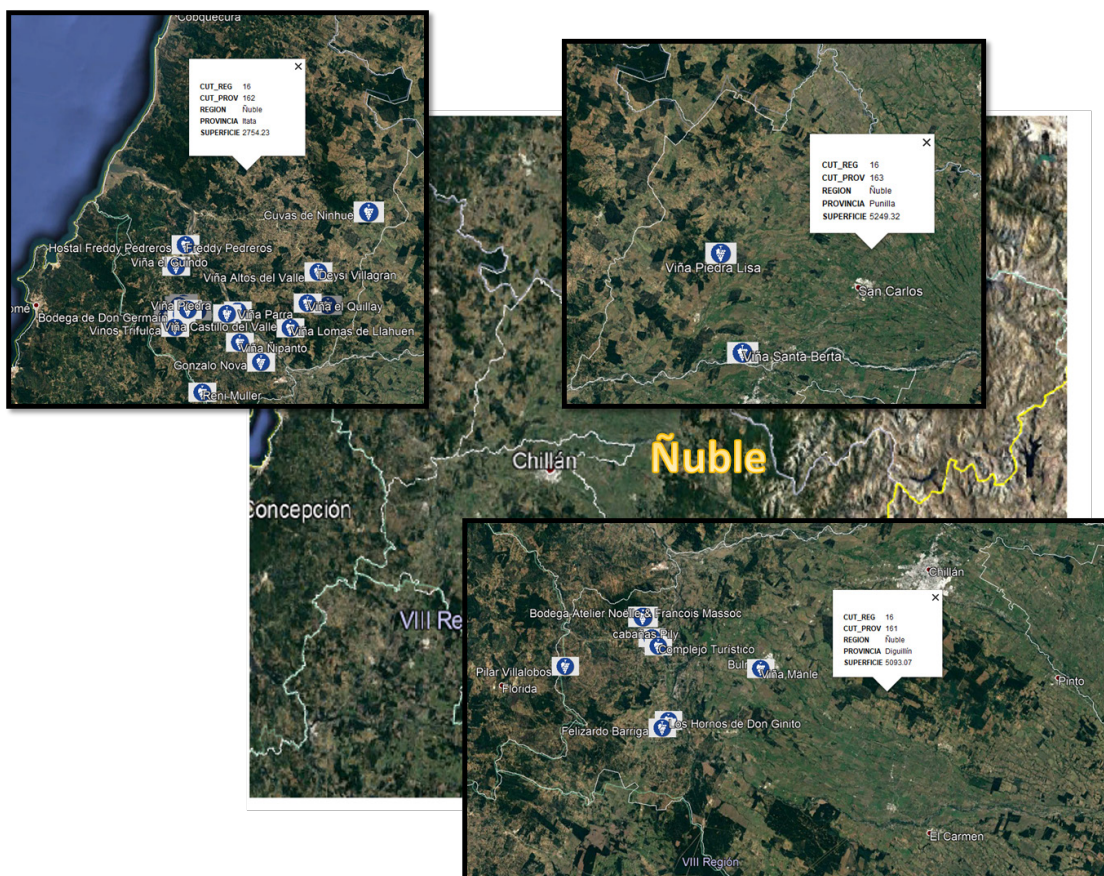 Cobquecura
CUT_REG 16
CUT_PROV 162
REGION Ñuble
PROVINCIA Itata
SUPERFICIE 2754.23
Cuvas de Ninhue
Hostal Freddy Pedreros
Freddy Pedreros
Viña el Guindo
Viña Altos del Valle
Deysi Villagran
Viña Piedra
Viña el Quillay
Bodega de Don Germain
Viña Parra
Vinos Trifulca
Viña Castillo del Valle
Viña Lomas de Llahuen
Viña Ñipanto
Gonzalo Nova
Reni Muller
CUT_REG 16
CUT_PROV 163
REGION Ñuble
PROVINCIA Punilla
SUPERFICIE 5249.32
Viña Piedra Lisa
San Carlos
Viña Santa Berta
Ñuble
Chillán
Concepción
VIII Re
Chillán
CUT_REG 16
CUT_PROV 161
REGION Ñuble
PROVINCIA Diguillín
SUPERFICIE 5093.07
Bodega Atelier Noëlle & Francois Massoc
cabañas Pily
Complejo Turístico
Bul
Viña Manle
Pilar Villalobos
Florida
Pinto
Los Hornos de Don Ginito
Felizardo Barriga
El Carmen
VIII Región